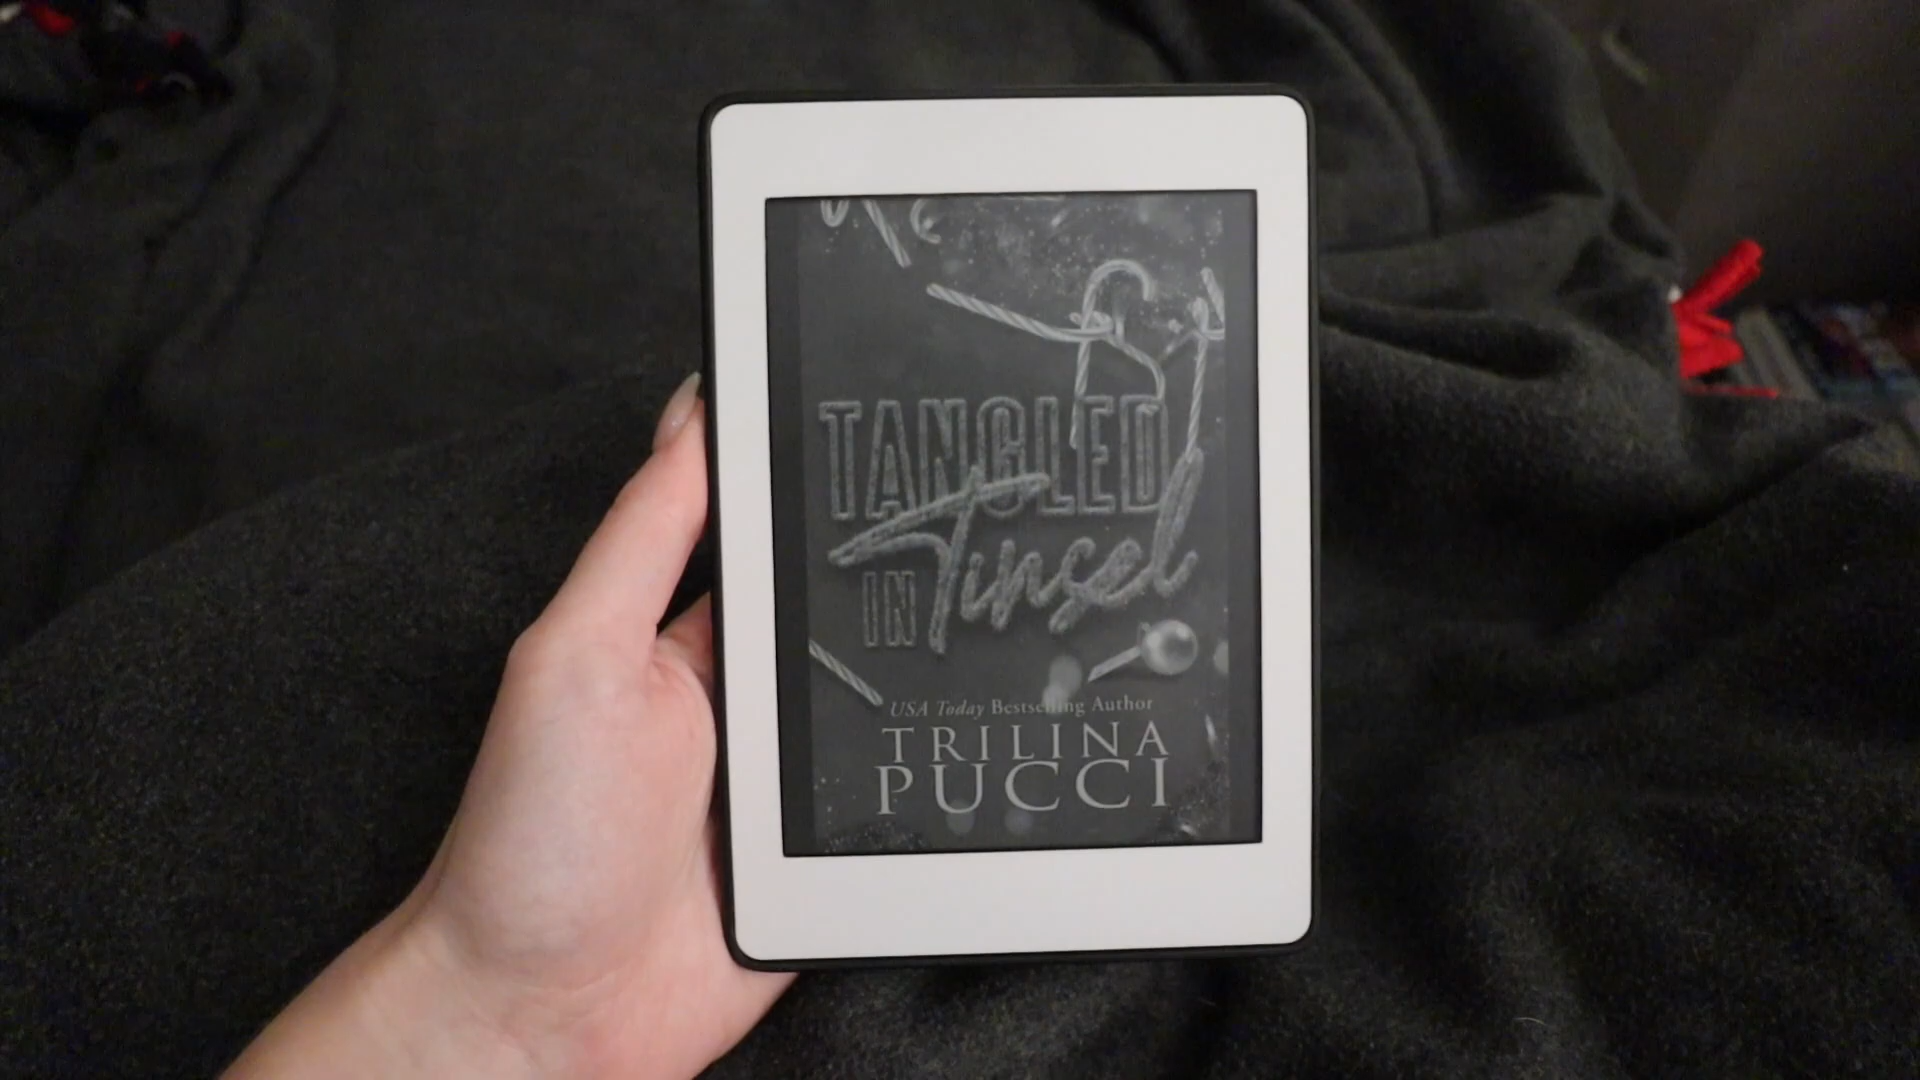 TANGLED
IN Tinsel
USA Today Bestselling Author
TRILINA
PUCCI